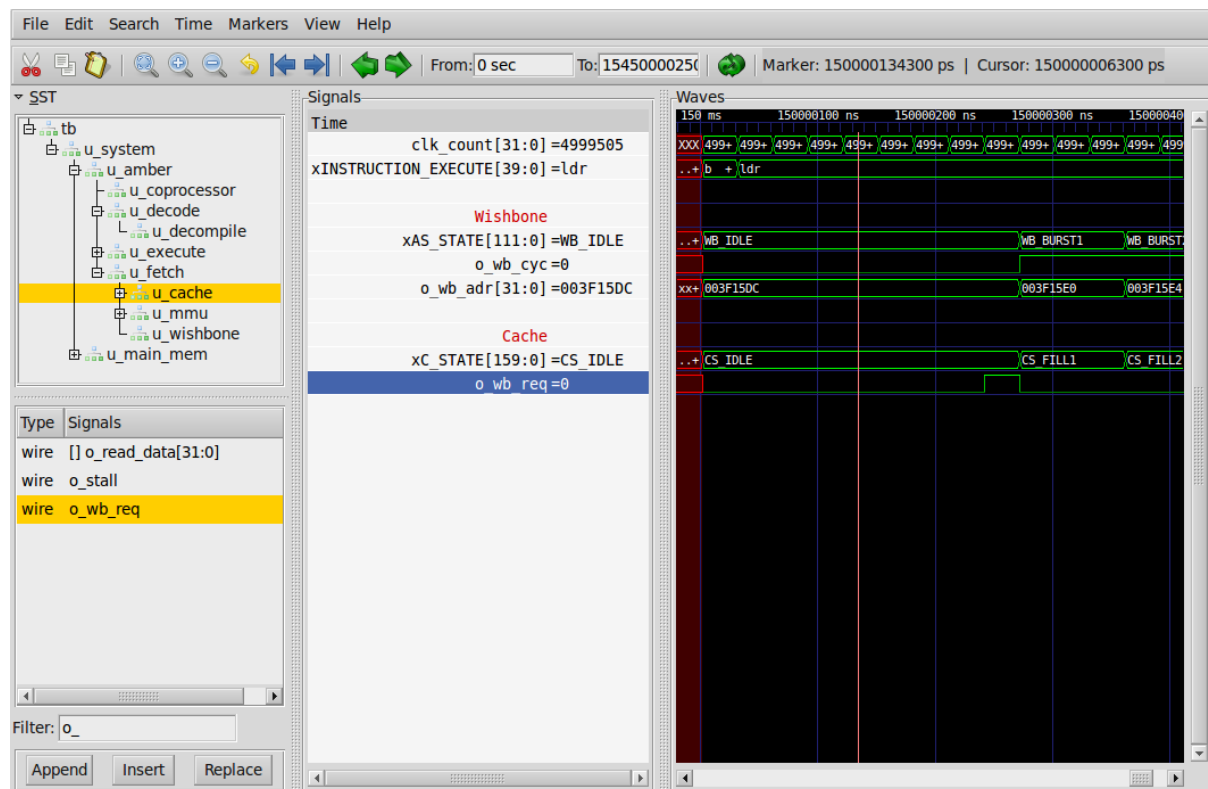 File Edit Search Time Markers View Help
From: 0 sec To: 1545000025( Marker: 150000134300 ps | Cursor: 150000006300 ps
SST
tb
u_system
u_amber
u_coprocessor
u_decode
u_decompile
u_execute
u_fetch
u_cache
u_mmu
u_wishbone
u_main_mem
Type Signals
wire [] o_read_data[31:0]
wire o_stall
wire o_wb_req
Filter: o_
Append Insert Replace
Signals
Time
clk_count[31:0] =4999505
xINSTRUCTION_EXECUTE[39:0] =ldr
Wishbone
xAS_STATE[111:0] =WB_IDLE
o_wb_cyc =0
o_wb_adr[31:0] =003F15DC
Cache
xC_STATE[159:0] =CS_IDLE
o_wb_req =0
Waves
150 ms 150000100 ns 150000200 ns 150000300 ns 15000040
XXX 499+ 499+ 499+ 499+ 499+ 499+ 499+ 499+ 499+ 499+ 499+ 499+ 499+ 499
..+ b + ldr
..+ WB_IDLE WB_BURST1 WB_BURST
xx+ 003F15DC 003F15E0 003F15E4
..+ CS_IDLE CS_FILL1 CS_FILL2